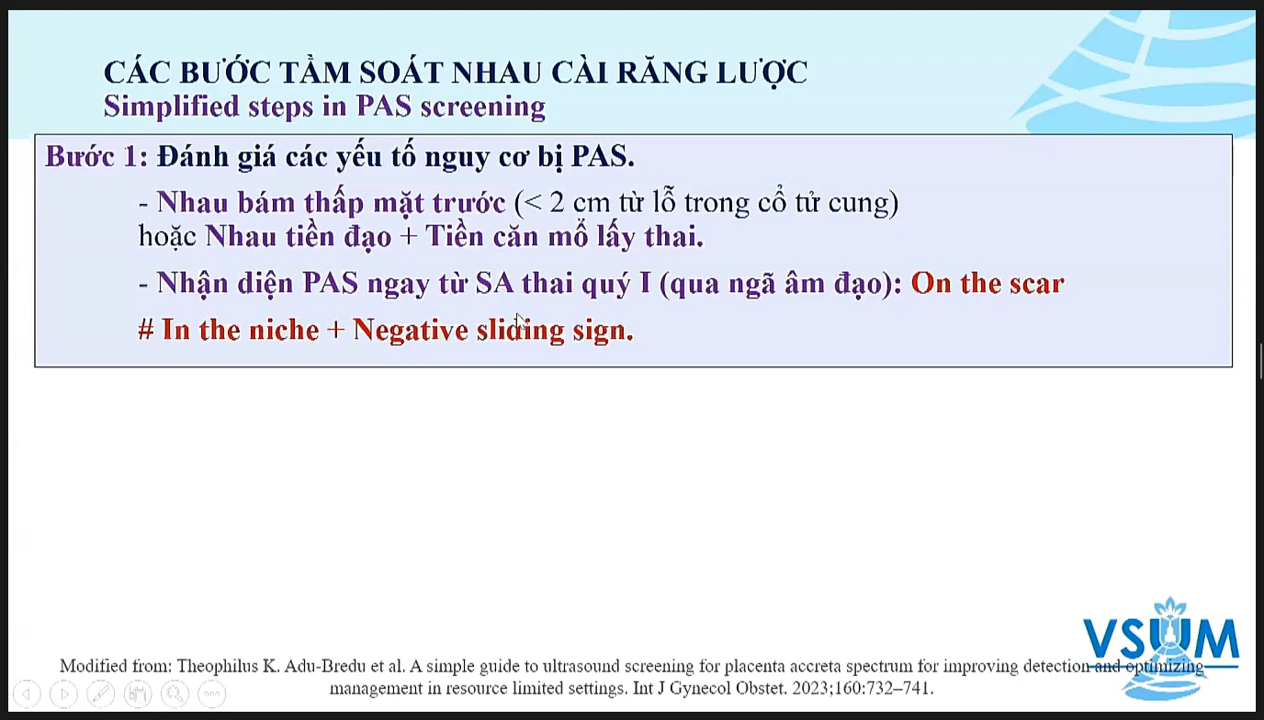 CÁC BƯỚC TẦM SOÁT NHAU CÀI RĂNG LƯỢC
Simplified steps in PAS screening
Bước 1: Đánh giá các yếu tố nguy cơ bị PAS.
- Nhau bám thấp mặt trước (< 2 cm từ lỗ trong cổ tử cung)
hoặc Nhau tiền đạo + Tiền căn mổ lấy thai.
- Nhận diện PAS ngay từ SA thai quý I (qua ngã âm đạo): On the scar
# In the niche + Negative sliding sign.
VSUM
Modified from: Theophilus K. Adu-Bredu et al. A simple guide to ultrasound screening for placenta accreta spectrum for improving detection and optimizing
management in resource limited settings. Int J Gynecol Obstet. 2023;160:732–741.